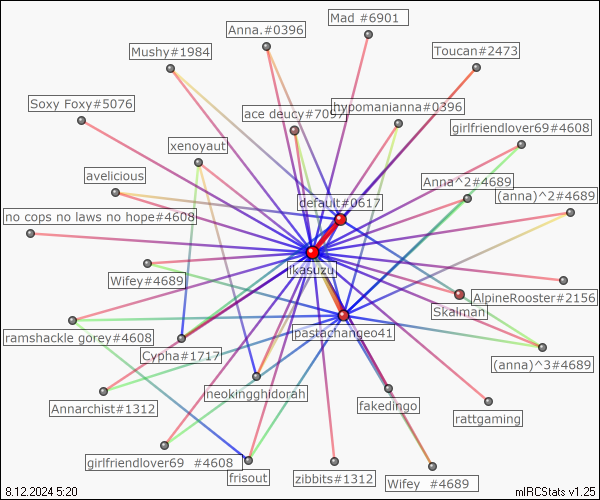 Mad #6901
Anna.#0396
Mushy#1984
Toucan#2473
Soxy Foxy#5076
hypomanianna#0396
ace deucy#7097
girlfriendlover69#4608
xenoyaut
avelicious
Anna^2#4689
(anna)^2#4689
default#0617
no cops no laws no hope#4608
ikasuzu
Wifey#4689
AlpineRooster#2156
Skalman
pastachangeo41
ramshackle gorey#4608
Cypha#1717
(anna)^3#4689
neokingghidorah
Annarchist#1312
fakedingo
rattgaming
girlfriendlover69 #4608
frisout
zibbits#1312
Wifey #4689
8.12.2024 5:20
mIRCStats v1.25